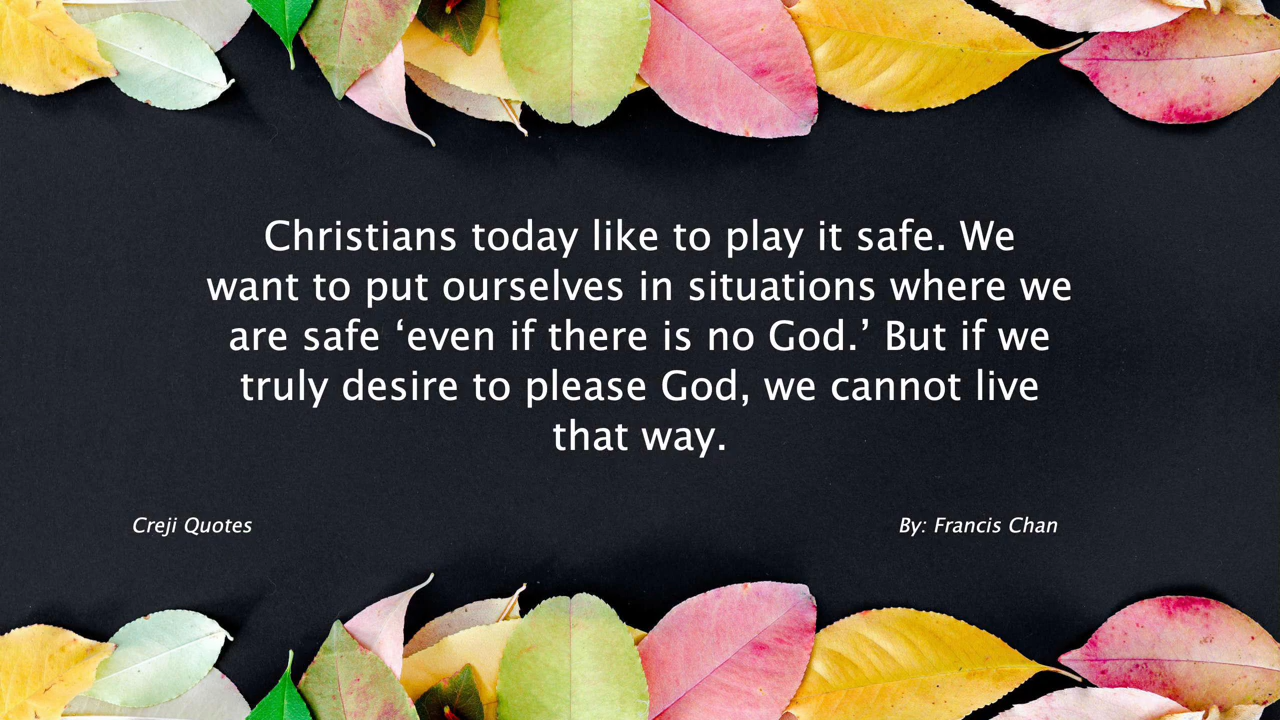 Christians today like to play it safe. We
want to put ourselves in situations where we
are safe ‘even if there is no God.’ But if we
truly desire to please God, we cannot live
that way.
Creji Quotes
By: Francis Chan